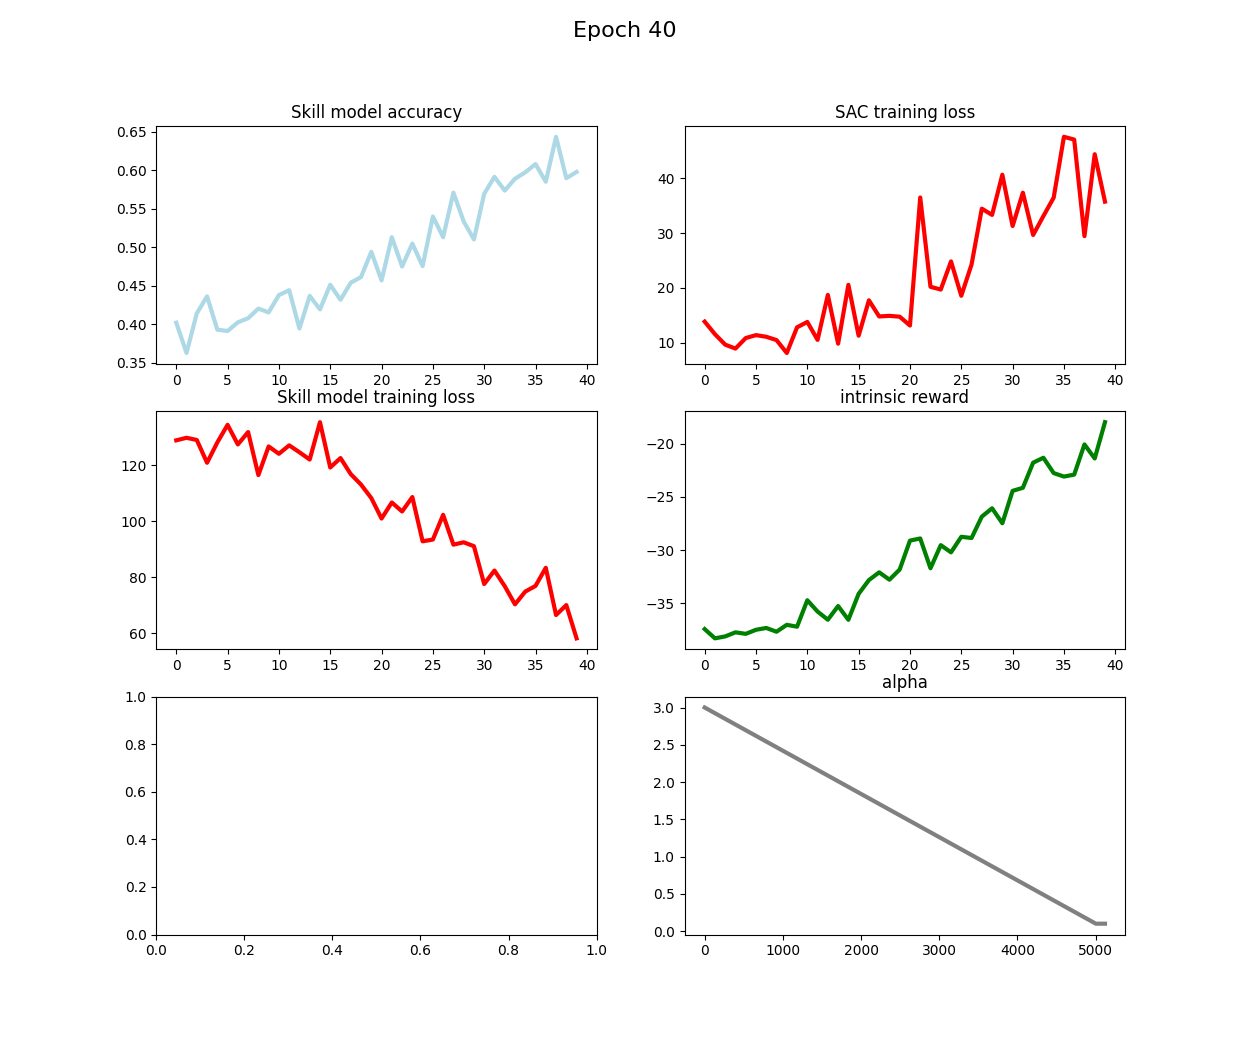 Epoch 40
Skill model accuracy
0.65
0.60
0.55
0.50
0.45
0.40
0.35
0 5 10 15 20 25 30 35 40
SAC training loss
40
30
20
10
0 5 10 15 20 25 30 35 40
Skill model training loss
120
100
80
60
0 5 10 15 20 25 30 35 40
intrinsic reward
−20
−25
−30
−35
0 5 10 15 20 25 30 35 40
1.0
0.8
0.6
0.4
0.2
0.0
0.0 0.2 0.4 0.6 0.8 1.0
alpha
3.0
2.5
2.0
1.5
1.0
0.5
0.0
0 1000 2000 3000 4000 5000